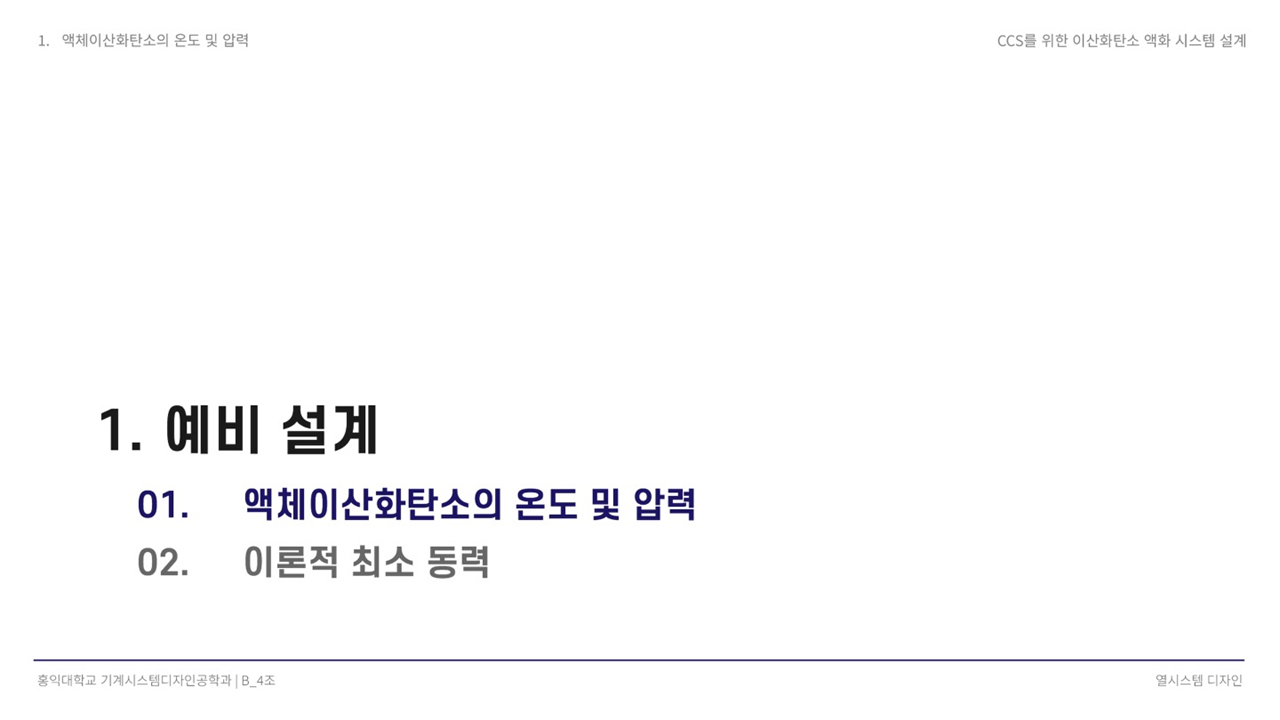 1. 액체이산화탄소의 온도 및 압력
CCS를 위한 이산화탄소 액화 시스템 설계
1. 예비 설계
01. 액체이산화탄소의 온도 및 압력
02. 이론적 최소 동력
홍익대학교 기계시스템디자인공학과 | B_4조
열시스템 디자인